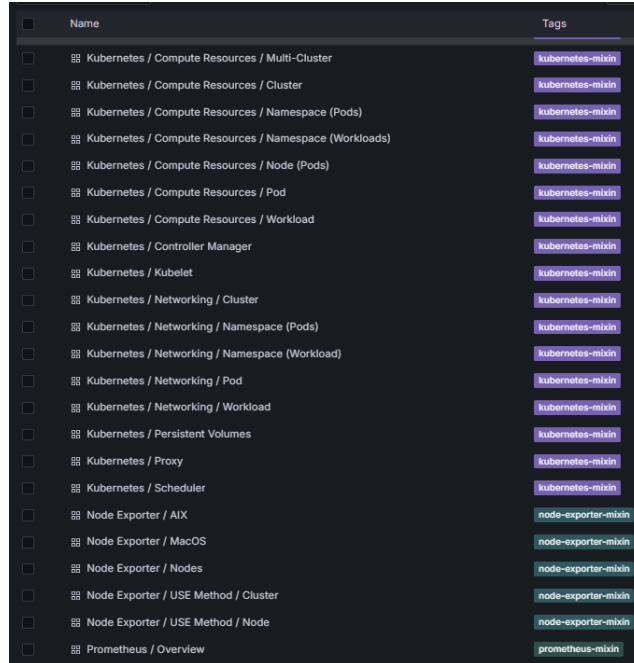 Name Tags
Kubernetes / Compute Resources / Multi-Cluster kubernetes-mixin
Kubernetes / Compute Resources / Cluster kubernetes-mixin
Kubernetes / Compute Resources / Namespace (Pods) kubernetes-mixin
Kubernetes / Compute Resources / Namespace (Workloads) kubernetes-mixin
Kubernetes / Compute Resources / Node (Pods) kubernetes-mixin
Kubernetes / Compute Resources / Pod kubernetes-mixin
Kubernetes / Compute Resources / Workload kubernetes-mixin
Kubernetes / Controller Manager kubernetes-mixin
Kubernetes / Kubelet kubernetes-mixin
Kubernetes / Networking / Cluster kubernetes-mixin
Kubernetes / Networking / Namespace (Pods) kubernetes-mixin
Kubernetes / Networking / Namespace (Workload) kubernetes-mixin
Kubernetes / Networking / Pod kubernetes-mixin
Kubernetes / Networking / Workload kubernetes-mixin
Kubernetes / Persistent Volumes kubernetes-mixin
Kubernetes / Proxy kubernetes-mixin
Kubernetes / Scheduler kubernetes-mixin
Node Exporter / AIX node-exporter-mixin
Node Exporter / MacOS node-exporter-mixin
Node Exporter / Nodes node-exporter-mixin
Node Exporter / USE Method / Cluster node-exporter-mixin
Node Exporter / USE Method / Node node-exporter-mixin
Prometheus / Overview prometheus-mixin